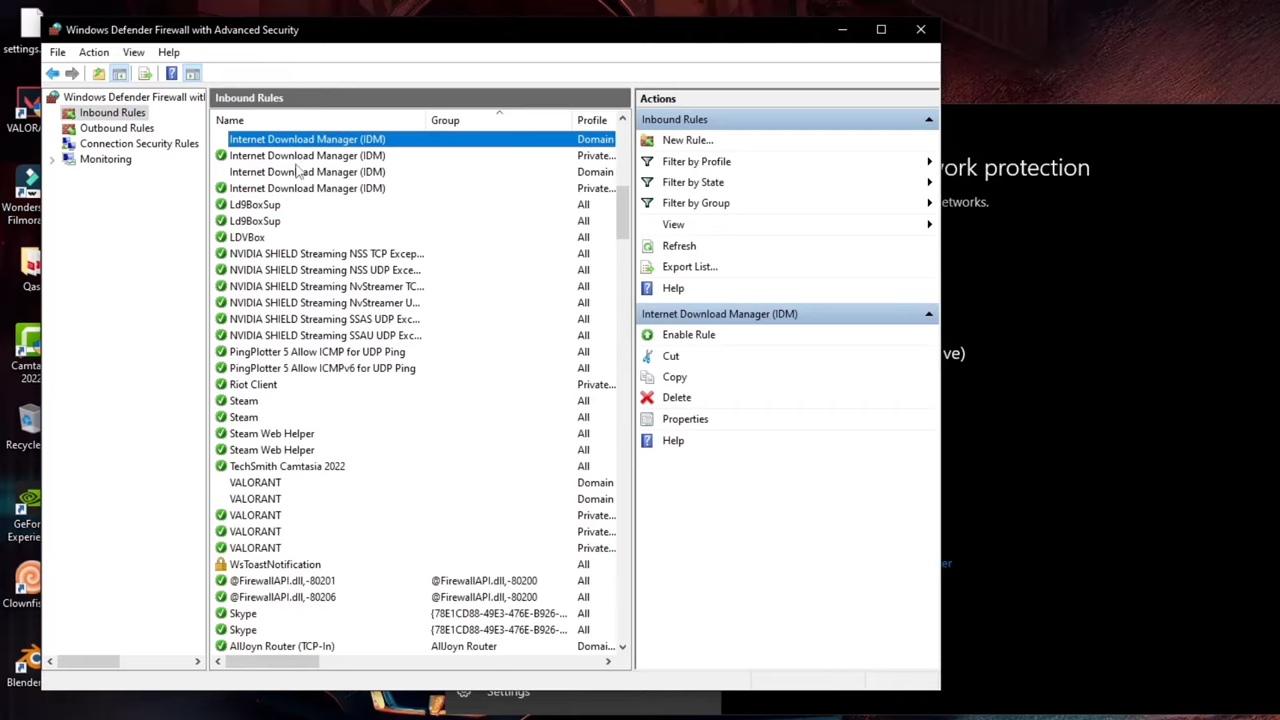 settings.
VALOR
Wonders
Filmora
Qas
Camta
2022
Recycle
GeFor
Experie
Clownfis
Blender
Windows Defender Firewall with Advanced Security
File Action View Help
Windows Defender Firewall with
Inbound Rules
Outbound Rules
Connection Security Rules
Monitoring
Inbound Rules
Name Group Profile
Internet Download Manager (IDM) Domain
Internet Download Manager (IDM) Private...
Internet Download Manager (IDM) Domain
Internet Download Manager (IDM) Private...
Ld9BoxSup All
Ld9BoxSup All
LDVBox All
NVIDIA SHIELD Streaming NSS TCP Excep... All
NVIDIA SHIELD Streaming NSS UDP Exce... All
NVIDIA SHIELD Streaming NvStreamer TC... All
NVIDIA SHIELD Streaming NvStreamer U... All
NVIDIA SHIELD Streaming SSAS UDP Exc... All
NVIDIA SHIELD Streaming SSAU UDP Exc... All
PingPlotter 5 Allow ICMP for UDP Ping All
PingPlotter 5 Allow ICMPv6 for UDP Ping All
Riot Client Private...
Steam All
Steam All
Steam Web Helper All
Steam Web Helper All
TechSmith Camtasia 2022 All
VALORANT Domain
VALORANT Domain
VALORANT Private...
VALORANT Private...
VALORANT Private...
WsToastNotification All
@FirewallAPI.dll,-80201 @FirewallAPI.dll,-80200 All
@FirewallAPI.dll,-80206 @FirewallAPI.dll,-80200 All
Skype {78E1CD88-49E3-476E-B926-... All
Skype {78E1CD88-49E3-476E-B926-... All
AllJoyn Router (TCP-In) AllJoyn Router Domai...
Actions
Inbound Rules
New Rule...
Filter by Profile
Filter by State
Filter by Group
View
Refresh
Export List...
Help
Internet Download Manager (IDM)
Enable Rule
Cut
Copy
Delete
Properties
Help
ork protection
etworks.
ve)
er
Settings